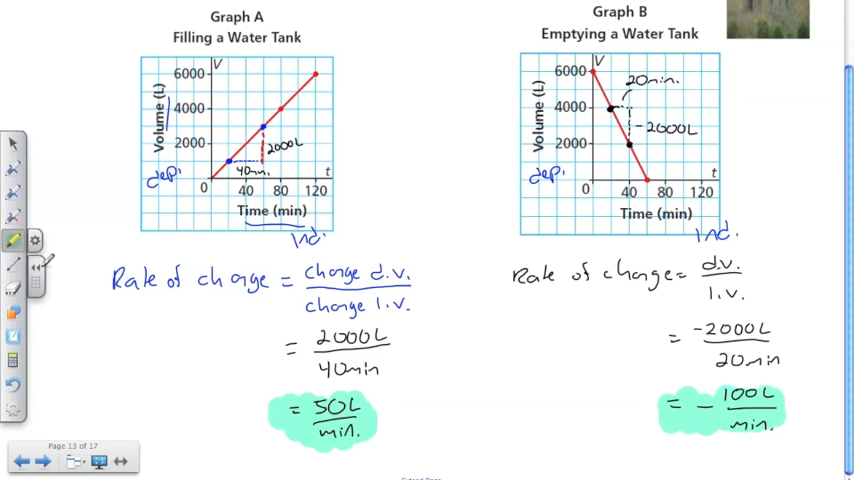 Graph A
Filling a Water Tank
V
6000
4000
2000
0
40
80
120
t
Volume (L)
Time (min)
2000L
40min.
dep.
Ind.
Rate of change = change d.v.
change I.v.
= 2000L
40min
= 50L
min.
Graph B
Emptying a Water Tank
V
6000
4000
2000
0
40
80
120
t
Volume (L)
Time (min)
20min.
-2000L
dep.
Ind.
Rate of change = d.v.
I.v.
= -2000L
20min
= - 100L
min.
Page 13 of 17